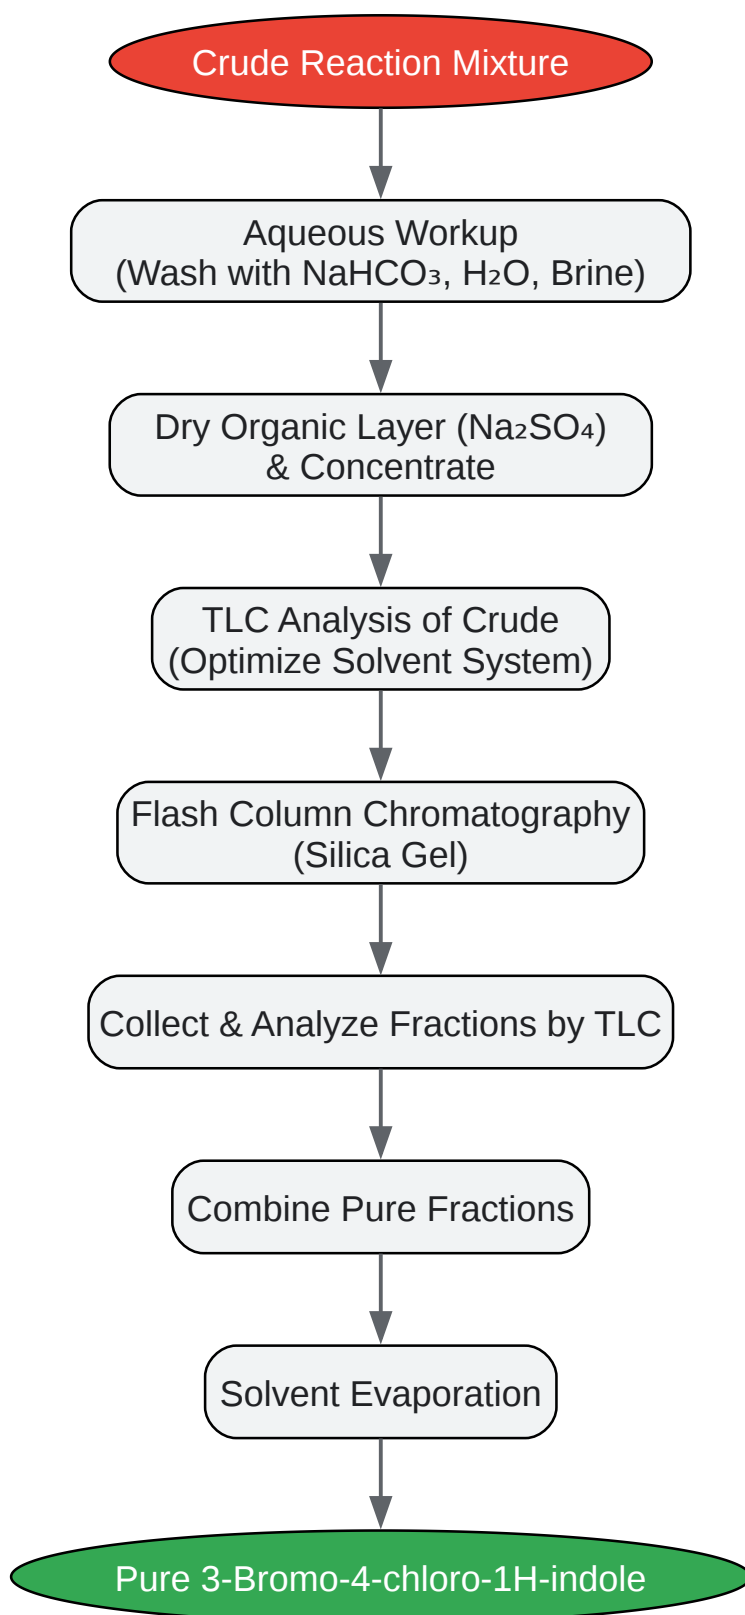 Crude Reaction Mixture
Aqueous Workup
(Wash with NaHCO₃, H₂O, Brine)
Dry Organic Layer (Na₂SO₄)
& Concentrate
TLC Analysis of Crude
(Optimize Solvent System)
Flash Column Chromatography
(Silica Gel)
Collect & Analyze Fractions by TLC
Combine Pure Fractions
Solvent Evaporation
Pure 3-Bromo-4-chloro-1H-indole